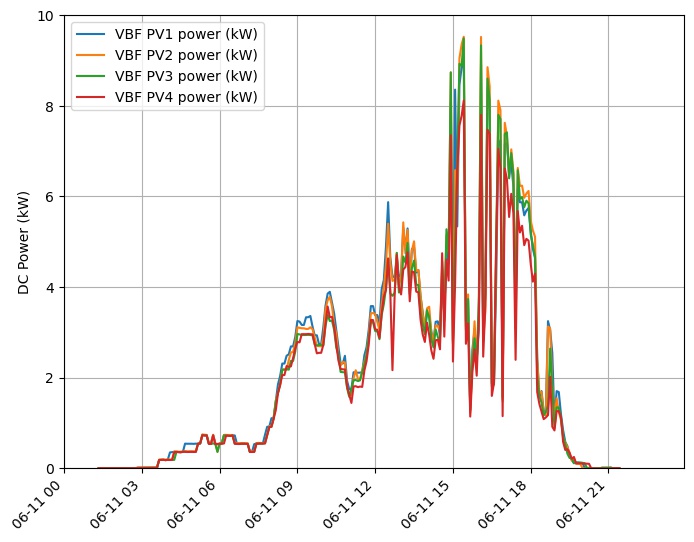 VBF PV1 power (kW)
VBF PV2 power (kW)
VBF PV3 power (kW)
VBF PV4 power (kW)
DC Power (kW)
10
8
6
4
2
0
06-11 00
06-11 03
06-11 06
06-11 09
06-11 12
06-11 15
06-11 18
06-11 21